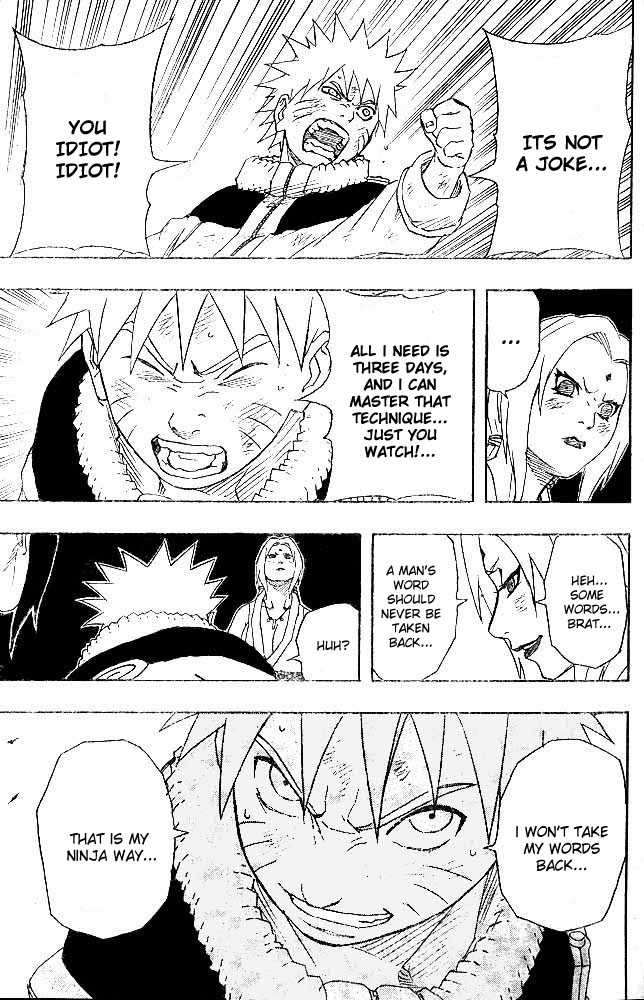 ITS NOT
A JOKE...
YOU
IDIOT!
IDIOT!
...
ALL I NEED IS
THREE DAYS,
AND I CAN
MASTER THAT
TECHNIQUE...
JUST YOU
WATCH!...
HEH...
SOME
WORDS...
BRAT...
A MAN'S
WORD
SHOULD
NEVER BE
TAKEN
BACK...
HUH?
I WON'T TAKE
MY WORDS
BACK...
THAT IS MY
NINJA WAY...